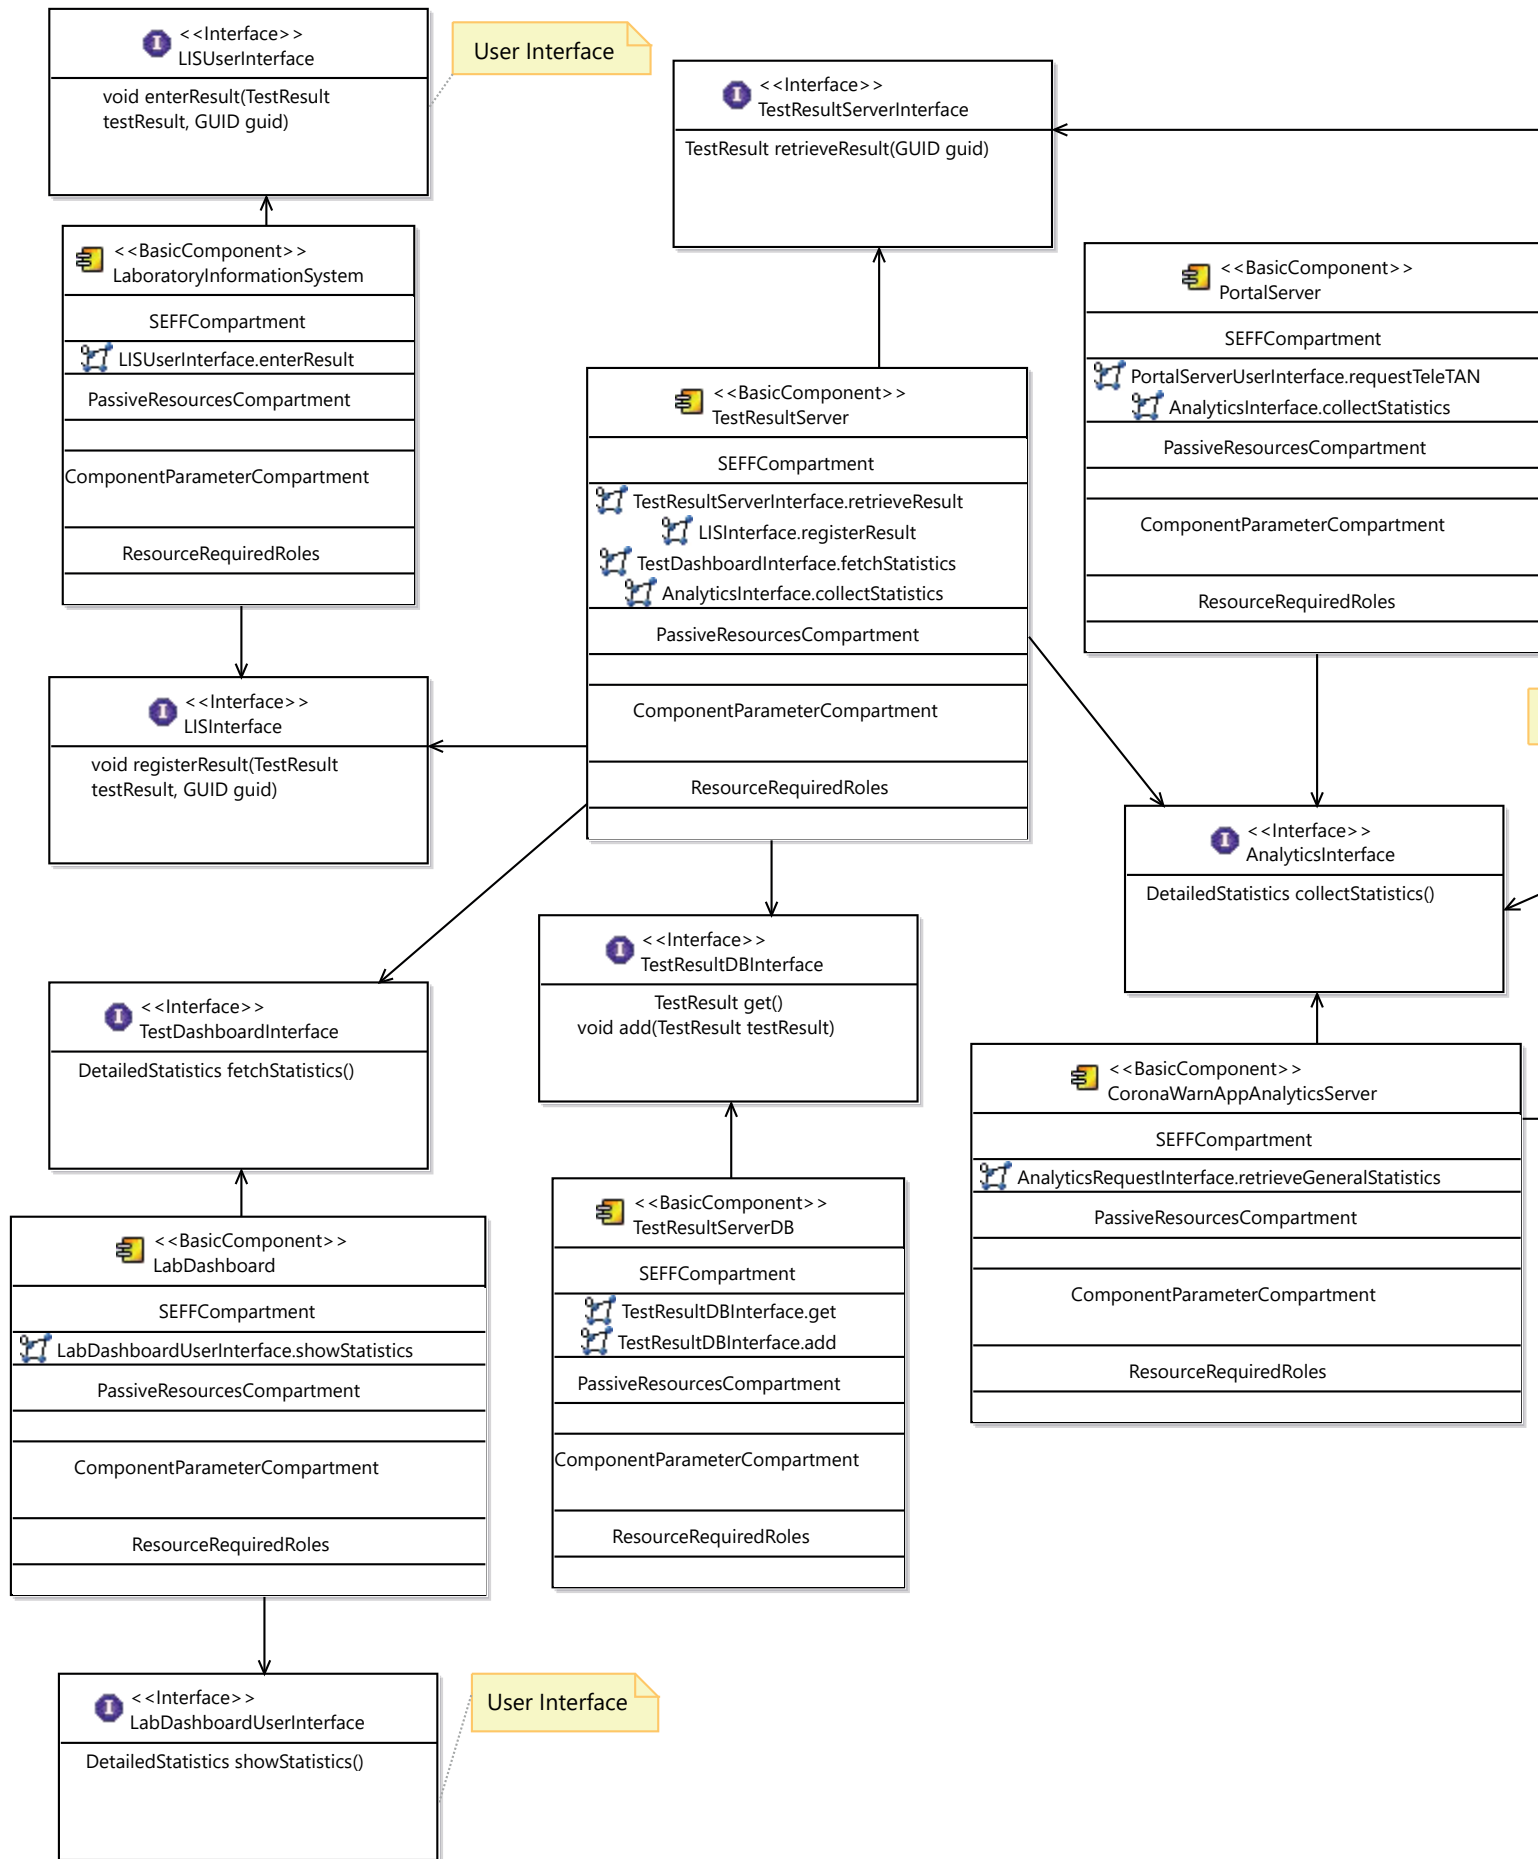 <<Interface>>
LISUserInterface
void enterResult(TestResult
testResult, GUID guid)
User Interface
<<Interface>>
TestResultServerInterface
TestResult retrieveResult(GUID guid)
<<BasicComponent>>
LaboratoryInformationSystem
SEFFCompartment
LISUserInterface.enterResult
PassiveResourcesCompartment
ComponentParameterCompartment
ResourceRequiredRoles
<<BasicComponent>>
PortalServer
SEFFCompartment
PortalServerUserInterface.requestTeleTAN
AnalyticsInterface.collectStatistics
PassiveResourcesCompartment
ComponentParameterCompartment
ResourceRequiredRoles
<<BasicComponent>>
TestResultServer
SEFFCompartment
TestResultServerInterface.retrieveResult
LISInterface.registerResult
TestDashboardInterface.fetchStatistics
AnalyticsInterface.collectStatistics
PassiveResourcesCompartment
ComponentParameterCompartment
ResourceRequiredRoles
<<Interface>>
LISInterface
void registerResult(TestResult
testResult, GUID guid)
<<Interface>>
AnalyticsInterface
DetailedStatistics collectStatistics()
<<Interface>>
TestResultDBInterface
TestResult get()
void add(TestResult testResult)
<<Interface>>
TestDashboardInterface
DetailedStatistics fetchStatistics()
<<BasicComponent>>
CoronaWarnAppAnalyticsServer
SEFFCompartment
AnalyticsRequestInterface.retrieveGeneralStatistics
PassiveResourcesCompartment
ComponentParameterCompartment
ResourceRequiredRoles
<<BasicComponent>>
TestResultServerDB
SEFFCompartment
TestResultDBInterface.get
TestResultDBInterface.add
PassiveResourcesCompartment
ComponentParameterCompartment
ResourceRequiredRoles
<<BasicComponent>>
LabDashboard
SEFFCompartment
LabDashboardUserInterface.showStatistics
PassiveResourcesCompartment
ComponentParameterCompartment
ResourceRequiredRoles
<<Interface>>
LabDashboardUserInterface
DetailedStatistics showStatistics()
User Interface